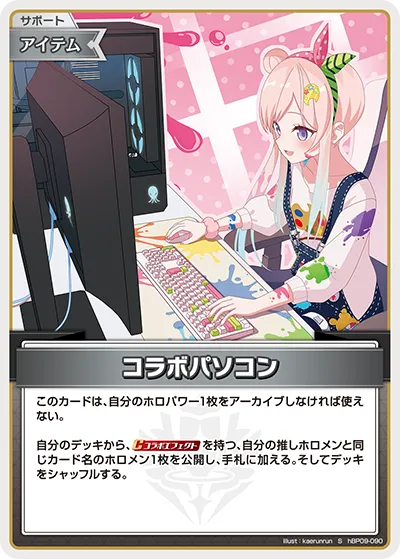 サポート
アイテム
コラボパソコン
このカードは、自分のホロパワー1枚をアーカイブしなければ使え
ない。
自分のデッキから、コラボエフェクトを持つ、自分の推しホロメンと同
じカード名のホロメン1枚を公開し、手札に加える。そしてデッキ
をシャッフルする。
illust : kaerunrun S hBP09-090